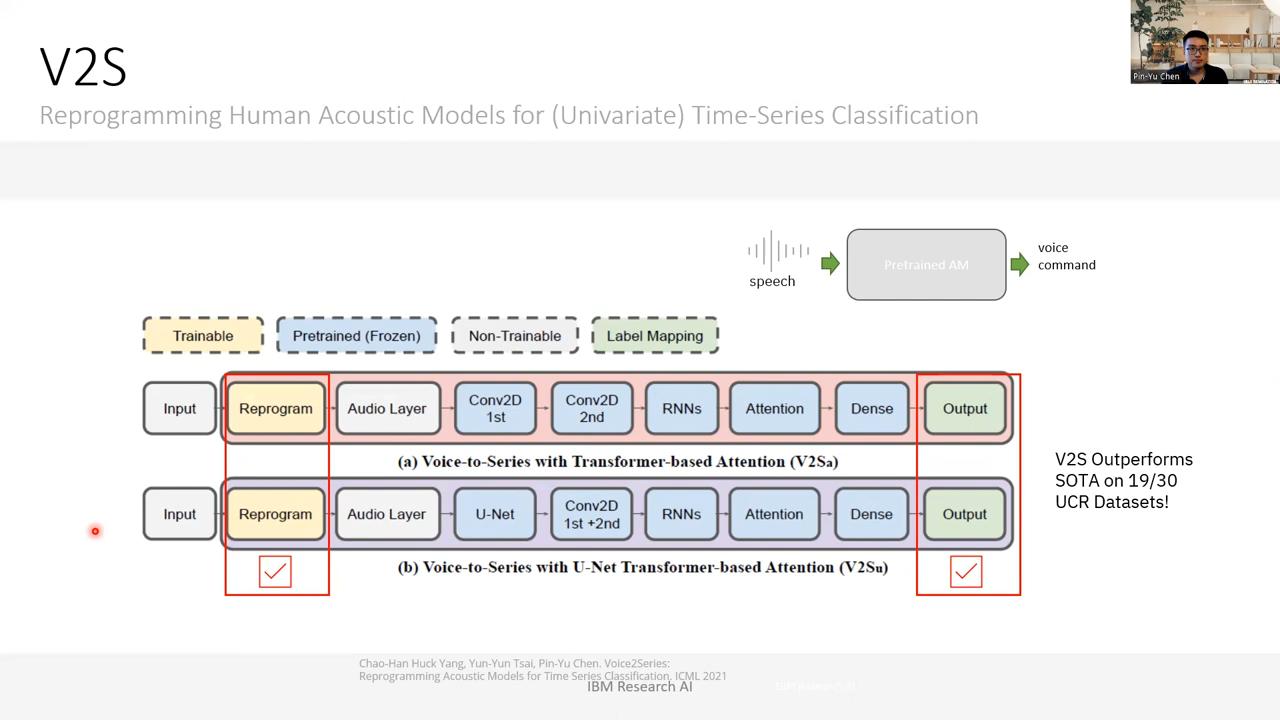 V2S
Reprogramming Human Acoustic Models for (Univariate) Time-Series Classification
Pin-Yu Chen
speech
Pretrained AM
voice
command
Trainable
Pretrained (Frozen)
Non-Trainable
Label Mapping
Input
Reprogram
Audio Layer
Conv2D
1st
Conv2D
2nd
RNNs
Attention
Dense
Output
(a) Voice-to-Series with Transformer-based Attention (V2Sa)
Input
Reprogram
Audio Layer
U-Net
Conv2D
1st +2nd
RNNs
Attention
Dense
Output
(b) Voice-to-Series with U-Net Transformer-based Attention (V2Su)
V2S Outperforms
SOTA on 19/30
UCR Datasets!
Chao-Han Huck Yang, Yun-Yun Tsai, Pin-Yu Chen. Voice2Series:
Reprogramming Acoustic Models for Time Series Classification. ICML 2021
IBM Research AI